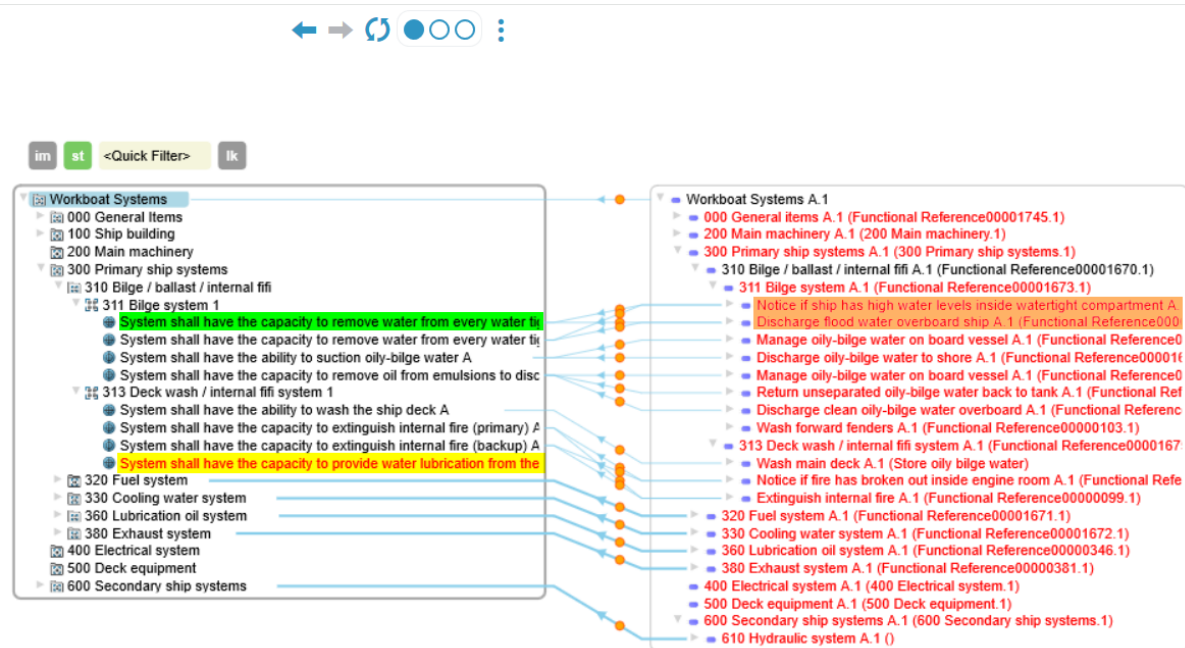 im st <Quick Filter> lk
Workboat Systems
000 General Items
100 Ship building
200 Main machinery
300 Primary ship systems
310 Bilge / ballast / internal fifi
311 Bilge system 1
System shall have the capacity to remove water from every water tig
System shall have the capacity to remove water from every water tig
System shall have the ability to suction oily-bilge water A
System shall have the capacity to remove oil from emulsions to disc
313 Deck wash / internal fifi system 1
System shall have the ability to wash the ship deck A
System shall have the capacity to extinguish internal fire (primary) A
System shall have the capacity to extinguish internal fire (backup) A
System shall have the capacity to provide water lubrication from the
320 Fuel system
330 Cooling water system
360 Lubrication oil system
380 Exhaust system
400 Electrical system
500 Deck equipment
600 Secondary ship systems
Workboat Systems A.1
000 General items A.1 (Functional Reference00001745.1)
200 Main machinery A.1 (200 Main machinery.1)
300 Primary ship systems A.1 (300 Primary ship systems.1)
310 Bilge / ballast / internal fifi A.1 (Functional Reference00001670.1)
311 Bilge system A.1 (Functional Reference00001673.1)
Notice if ship has high water levels inside watertight compartment A.
Discharge flood water overboard ship A.1 (Functional Reference000
Manage oily-bilge water on board vessel A.1 (Functional Reference0
Discharge oily-bilge water to shore A.1 (Functional Reference000016
Manage oily-bilge water on board vessel A.1 (Functional Reference0
Return unseparated oily-bilge water back to tank A.1 (Functional Ref
Discharge clean oily-bilge water overboard A.1 (Functional Referenc
Wash forward fenders A.1 (Functional Reference00000103.1)
313 Deck wash / internal fifi system A.1 (Functional Reference0000167
Wash main deck A.1 (Store oily bilge water)
Notice if fire has broken out inside engine room A.1 (Functional Refe
Extinguish internal fire A.1 (Functional Reference00000099.1)
320 Fuel system A.1 (Functional Reference00001671.1)
330 Cooling water system A.1 (Functional Reference00001672.1)
360 Lubrication oil system A.1 (Functional Reference00000346.1)
380 Exhaust system A.1 (Functional Reference00000381.1)
400 Electrical system A.1 (400 Electrical system.1)
500 Deck equipment A.1 (500 Deck equipment.1)
600 Secondary ship systems A.1 (600 Secondary ship systems.1)
610 Hydraulic system A.1 ()